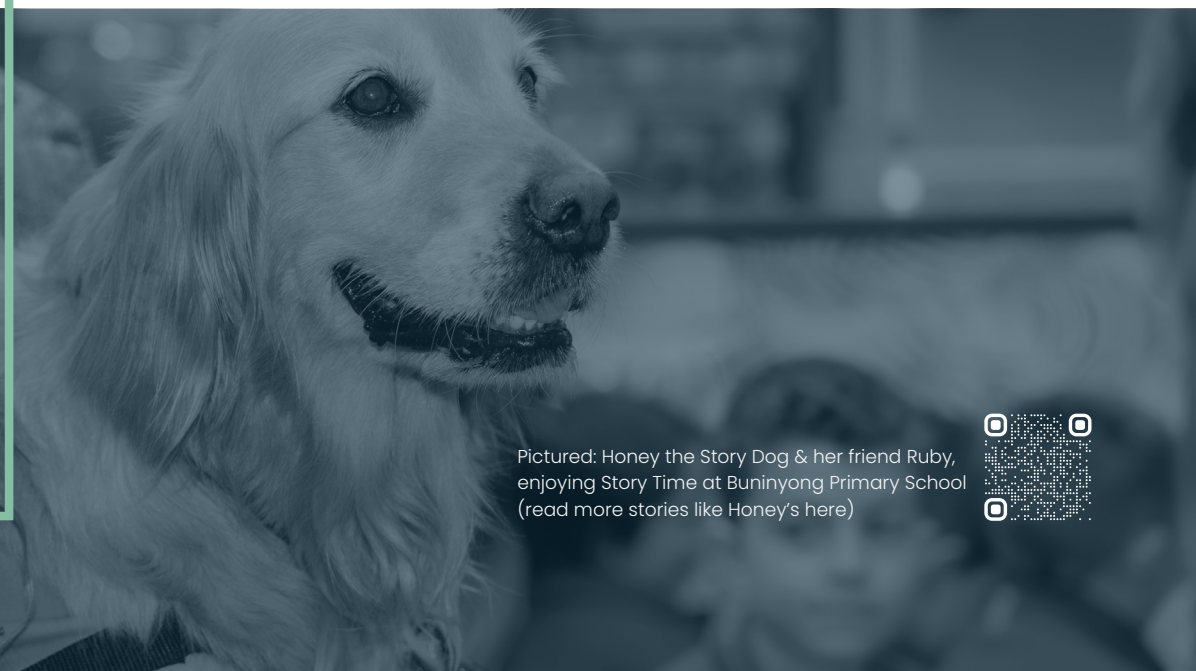 Pictured: Honey the Story Dog & her friend Ruby,
enjoying Story Time at Buninyong Primary School
(read more stories like Honey’s here)